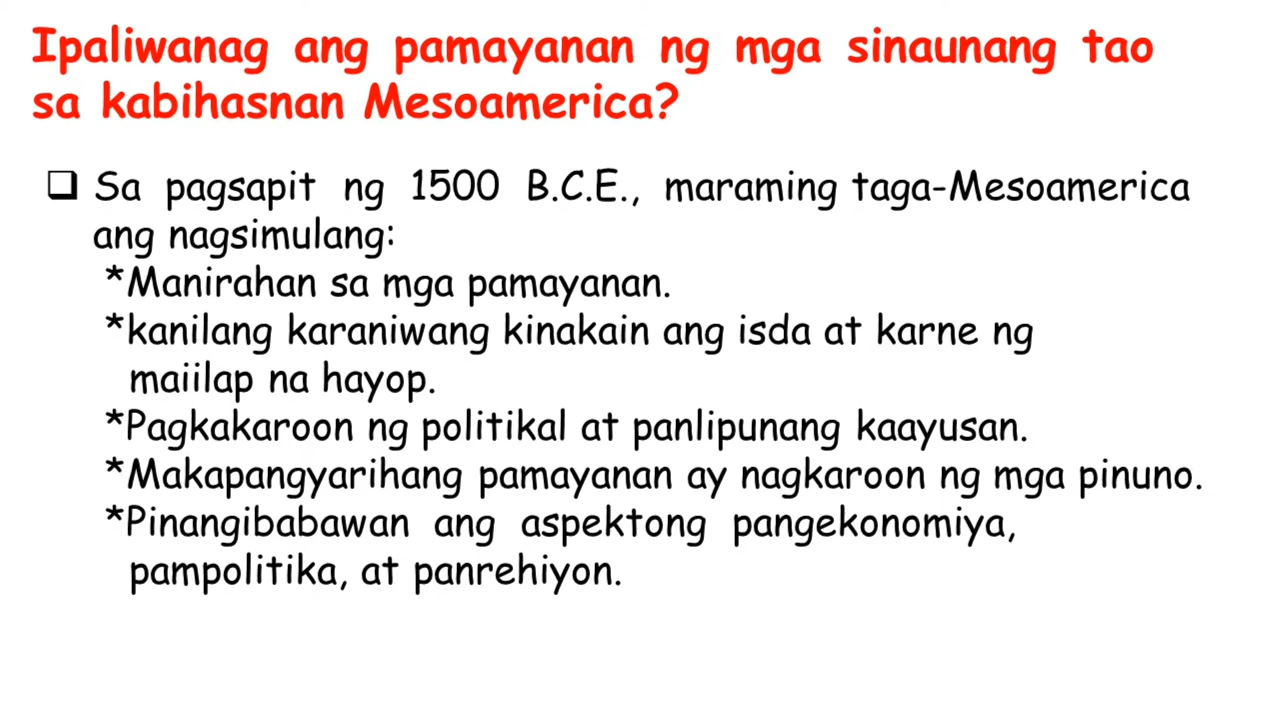 Ipaliwanag ang pamayanan ng mga sinaunang tao
sa kabihasnan Mesoamerica?
❑ Sa pagsapit ng 1500 B.C.E., maraming taga-Mesoamerica
ang nagsimulang:
*Manirahan sa mga pamayanan.
*kanilang karaniwang kinakain ang isda at karne ng
maiilap na hayop.
*Pagkakaroon ng politikal at panlipunang kaayusan.
*Makapangyarihang pamayanan ay nagkaroon ng mga pinuno.
*Pinangibabawan ang aspektong pangekonomiya,
pampolitika, at panrehiyon.